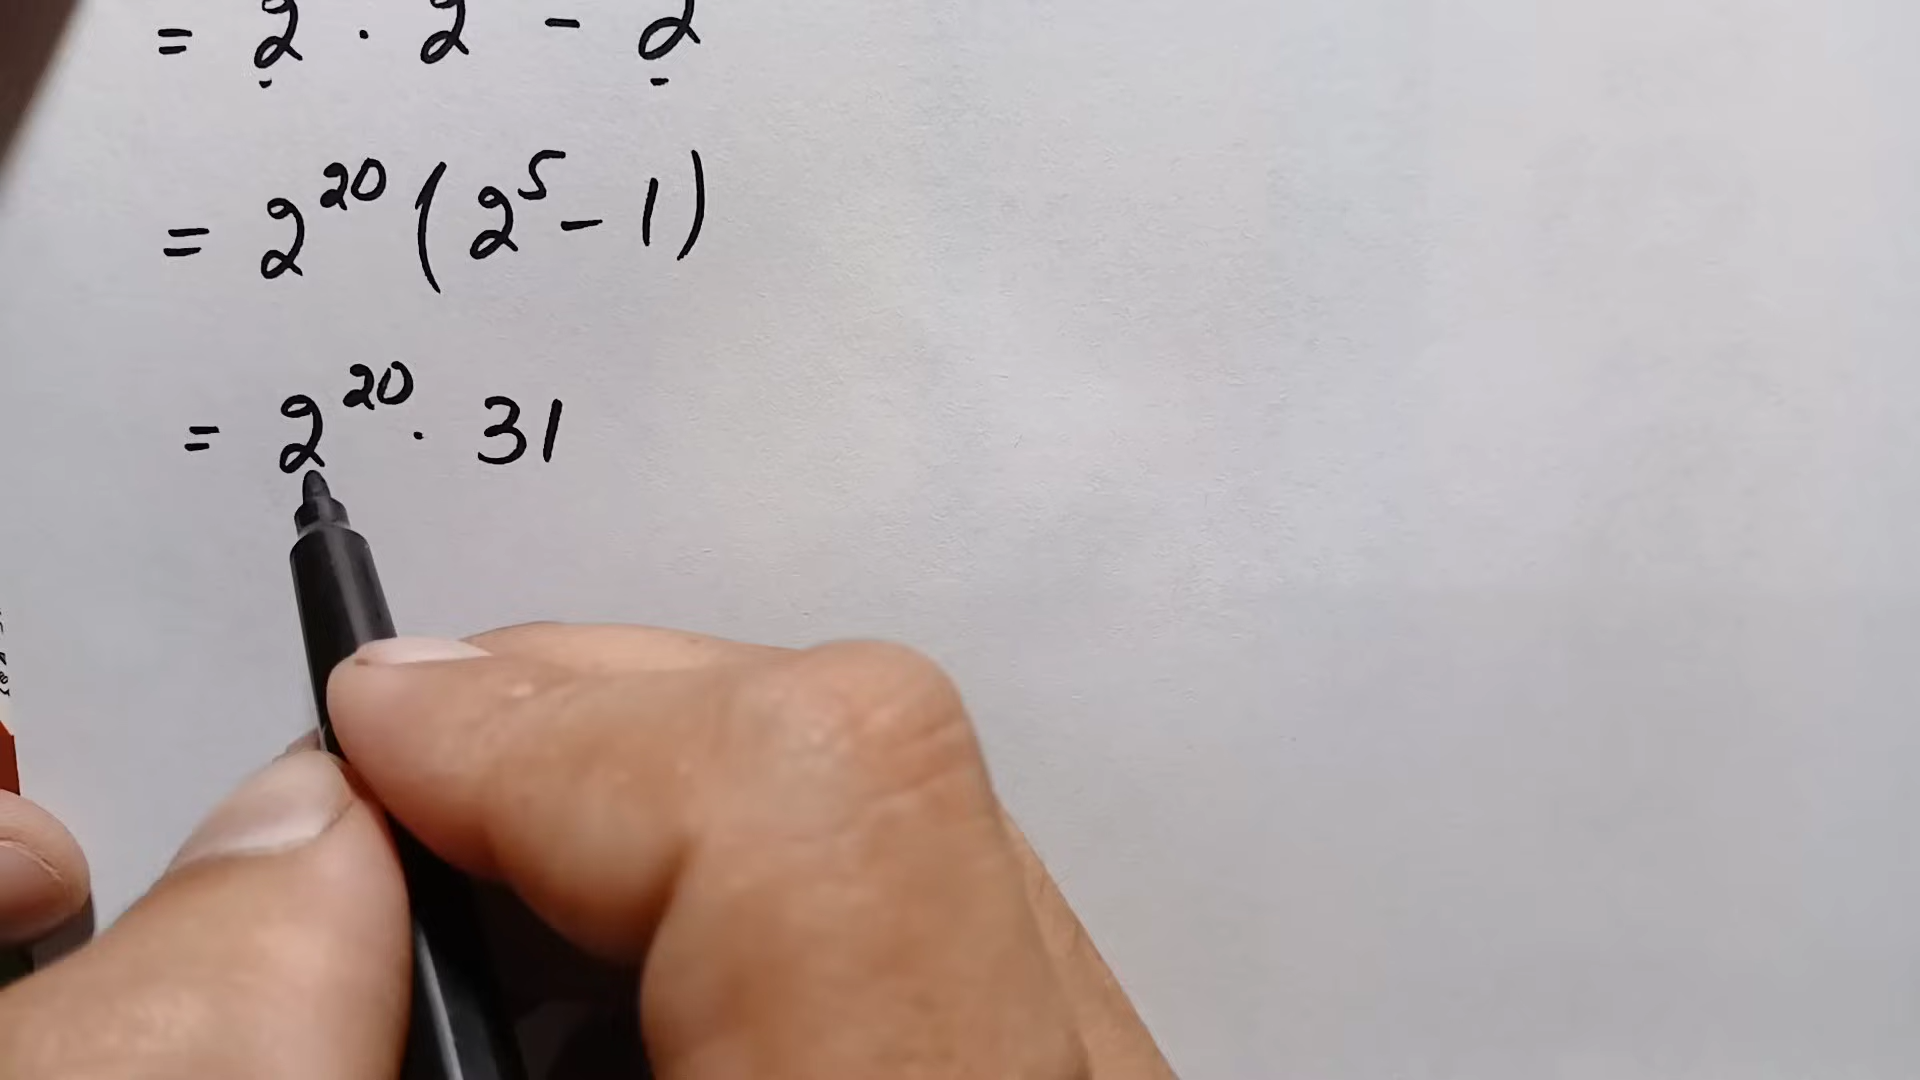 = 2 · 2 - 2
= 2²⁰ (2⁵ - 1)
= 2²⁰ · 31